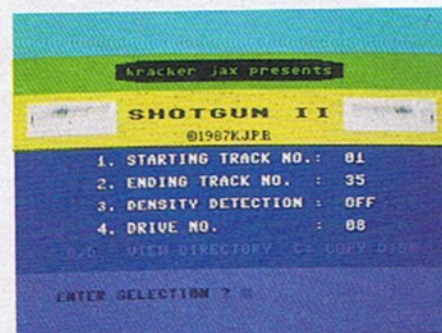 kracker jax presents
SHOTGUN II
©1987K.J.P.B
1. STARTING TRACK NO.: 01
2. ENDING TRACK NO. : 35
3. DENSITY DETECTION : OFF
4. DRIVE NO. : 08
VIEW DIRECTORY C: COPY DISK
ENTER SELECTION ?